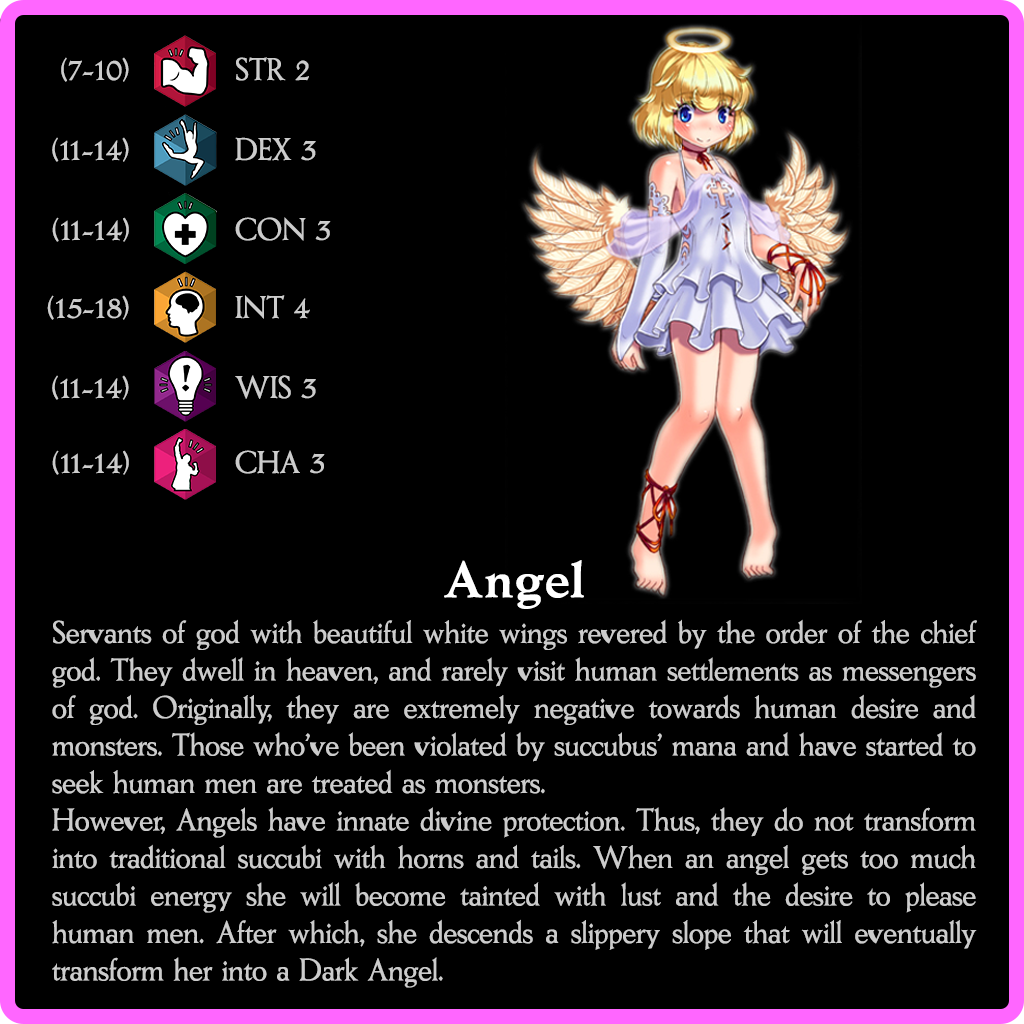 (7-10) STR 2
(11-14) DEX 3
(11-14) CON 3
(15-18) INT 4
(11-14) WIS 3
(11-14) CHA 3
Angel
Servants of god with beautiful white wings revered by the order of the chief
god. They dwell in heaven, and rarely visit human settlements as messengers
of god. Originally, they are extremely negative towards human desire and
monsters. Those who've been violated by succubus' mana and have started to
seek human men are treated as monsters.
However, Angels have innate divine protection. Thus, they do not transform
into traditional succubi with horns and tails. When an angel gets too much
succubi energy she will become tainted with lust and the desire to please
human men. After which, she descends a slippery slope that will eventually
transform her into a Dark Angel.